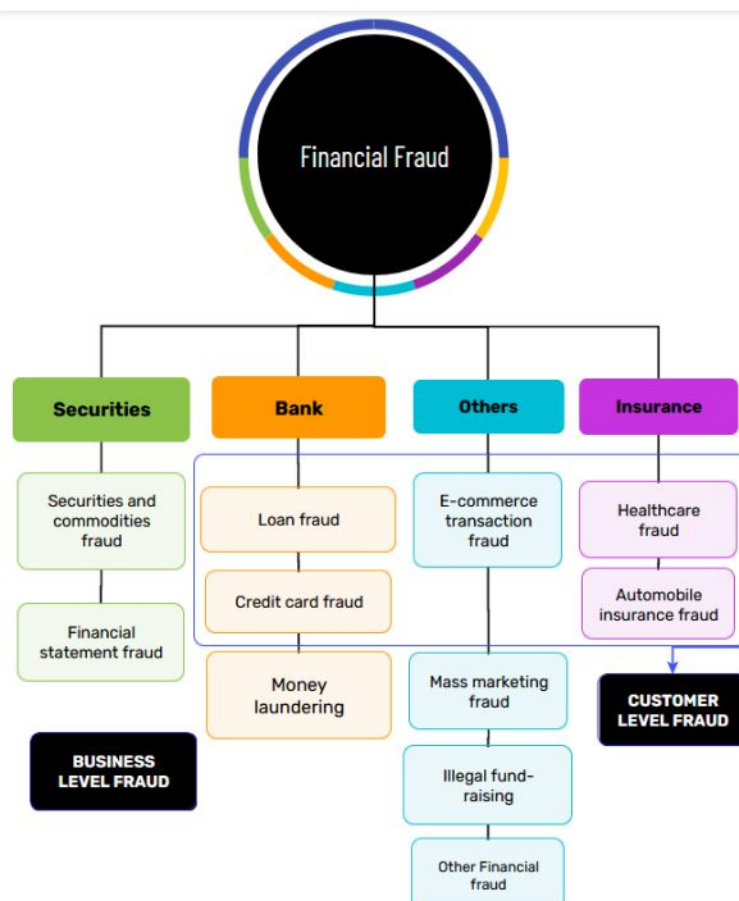 Financial Fraud
Securities
Bank
Others
Insurance
Securities and
commodities
fraud
Financial
statement fraud
BUSINESS
LEVEL FRAUD
Loan fraud
Credit card fraud
Money
laundering
E-commerce
transaction
fraud
Mass marketing
fraud
Illegal fund-
raising
Other Financial
fraud
Healthcare
fraud
Automobile
insurance fraud
CUSTOMER
LEVEL FRAUD